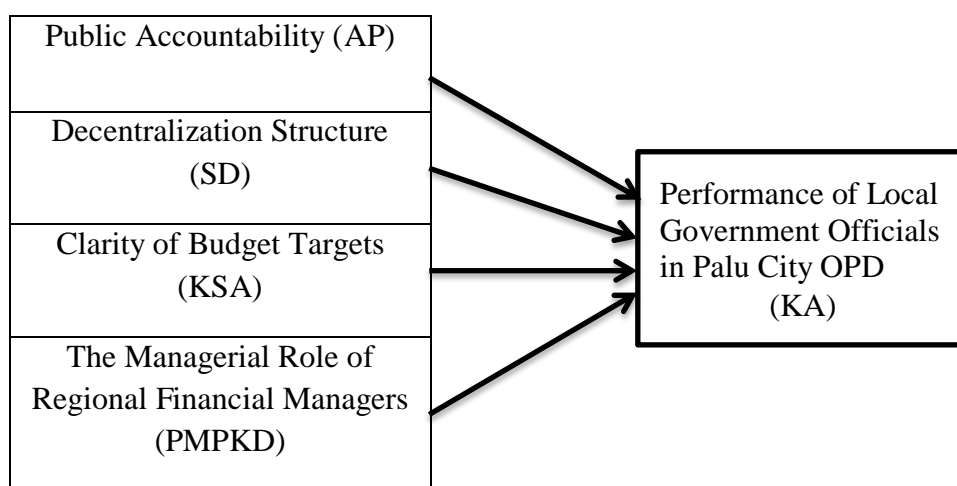 Public Accountability (AP)
Decentralization Structure
(SD)
Clarity of Budget Targets
(KSA)
The Managerial Role of
Regional Financial Managers
(PMPKD)
Performance of Local
Government Officials
in Palu City OPD
(KA)